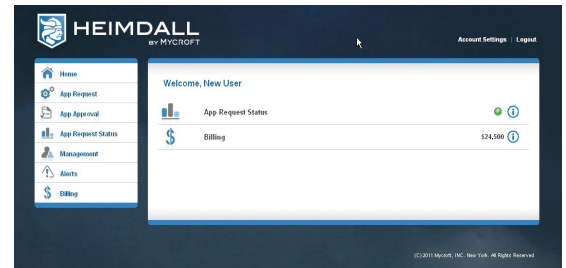 HEIMDALL
BY MYCROFT
Account Settings | Logout
Home
App Request
App Approval
App Request Status
Management
Alerts
Billing
Welcome, New User
App Request Status
Billing
$24,500
(C) 2011 Mycroft, INC. New York. All Rights Reserved